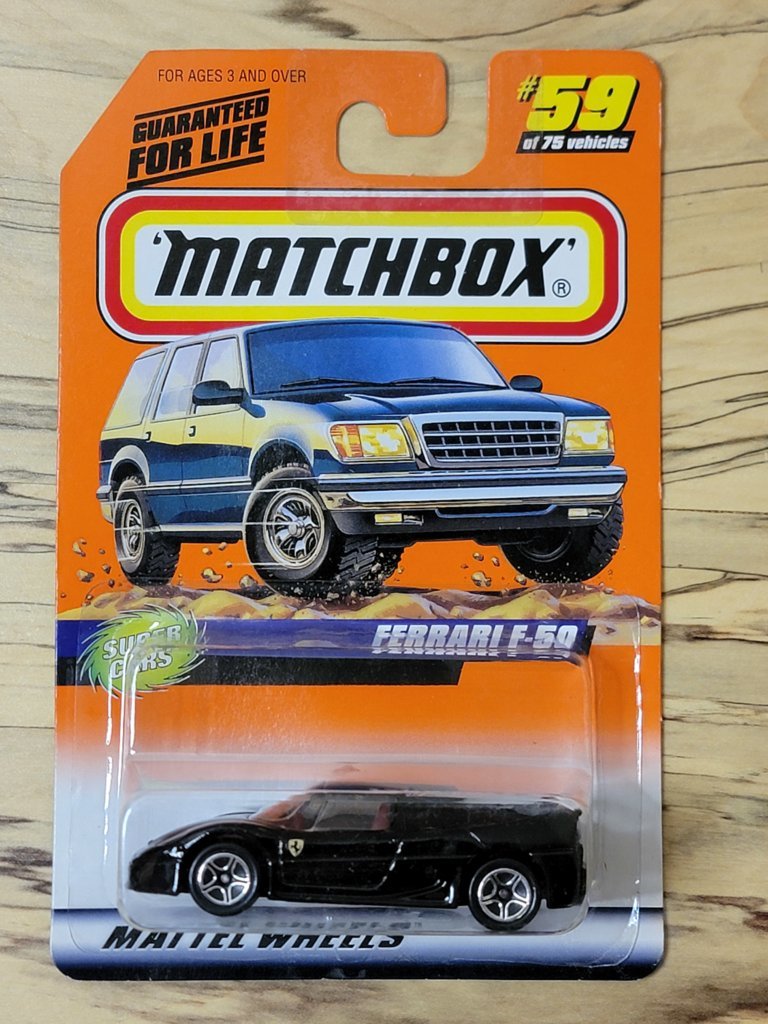 FOR AGES 3 AND OVER
GUARANTEED
FOR LIFE
#59
of 75 vehicles
'MATCHBOX'®
SUPER
CARS
FERRARI F-50
MATTEL WHEELS